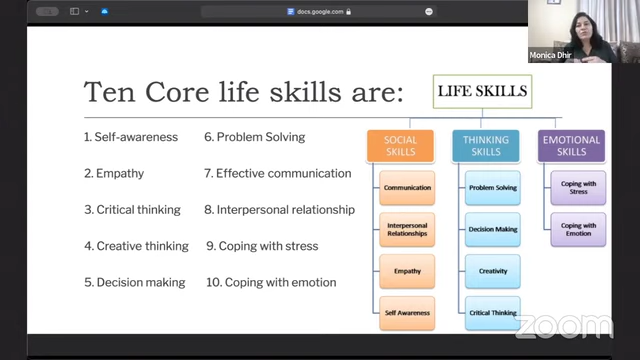 docs.google.com
Monica Dhir
Ten Core life skills are:
1. Self-awareness
2. Empathy
3. Critical thinking
4. Creative thinking
5. Decision making
6. Problem Solving
7. Effective communication
8. Interpersonal relationship
9. Coping with stress
10. Coping with emotion
LIFE SKILLS
SOCIAL
SKILLS
Communication
Interpersonal
Relationships
Empathy
Self Awareness
THINKING
SKILLS
Problem Solving
Decision Making
Creativity
Critical Thinking
EMOTIONAL
SKILLS
Coping with
Stress
Coping with
Emotion
zoom